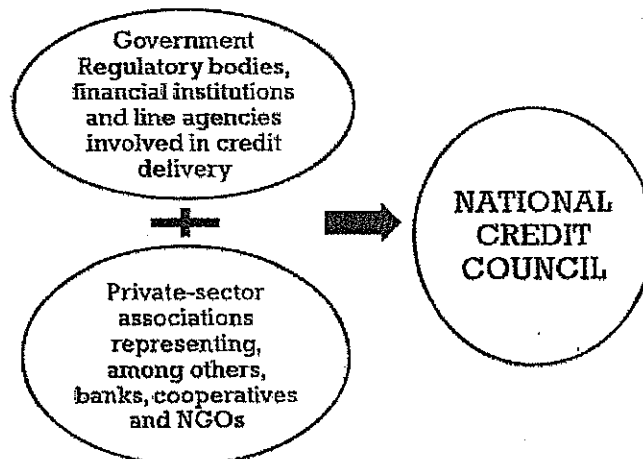 Government
Regulatory bodies,
financial institutions
and line agencies
involved in credit
delivery
NATIONAL
CREDIT
COUNCIL
Private-sector
associations
representing,
among others,
banks, cooperatives
and NGOs